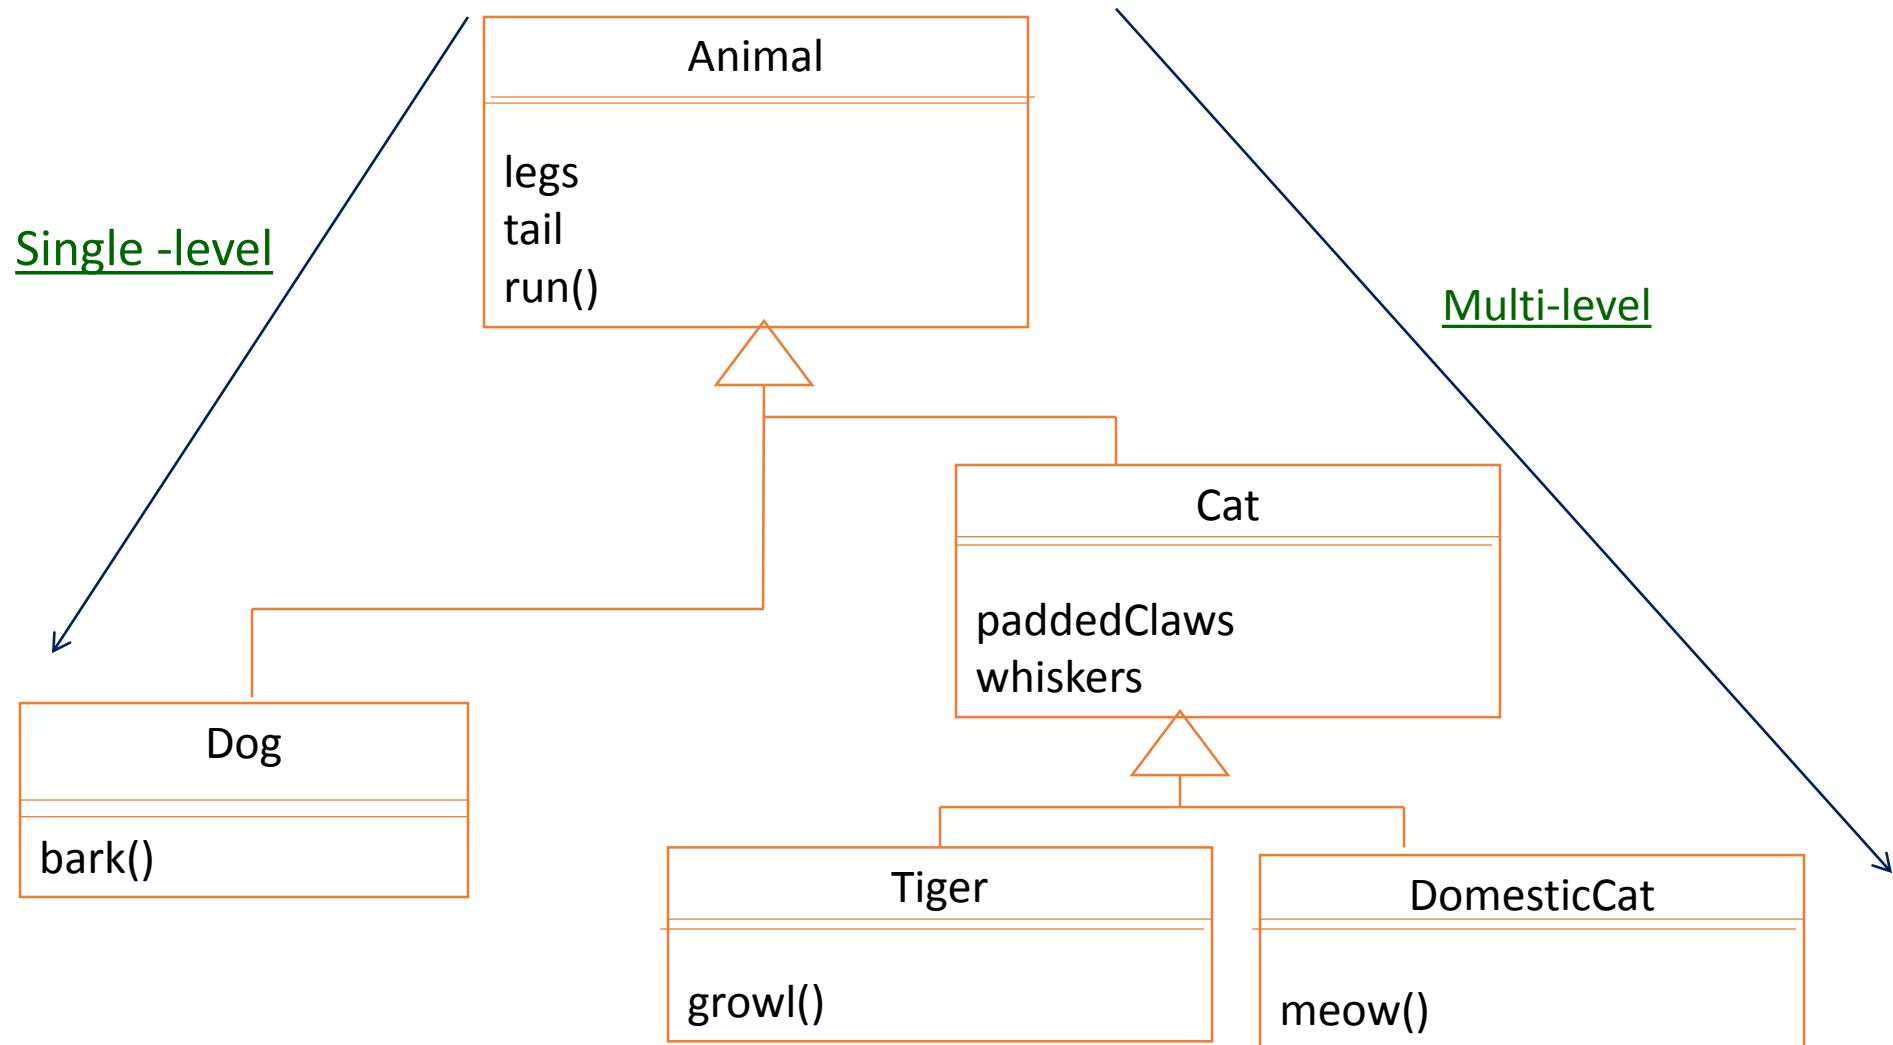 Animal
legs
tail
run()
Single -level
Multi-level
Cat
paddedClaws
whiskers
Dog
bark()
Tiger
growl()
DomesticCat
meow()